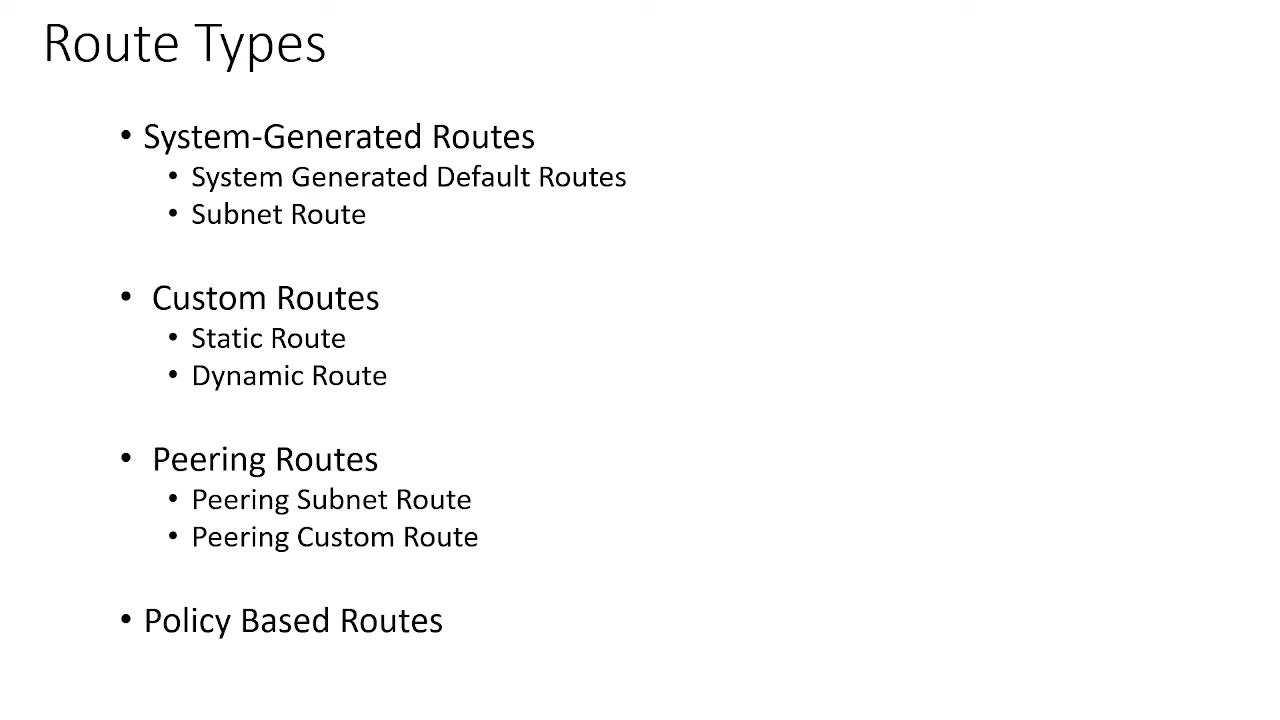 Route Types
• System-Generated Routes
• System Generated Default Routes
• Subnet Route
• Custom Routes
• Static Route
• Dynamic Route
• Peering Routes
• Peering Subnet Route
• Peering Custom Route
• Policy Based Routes